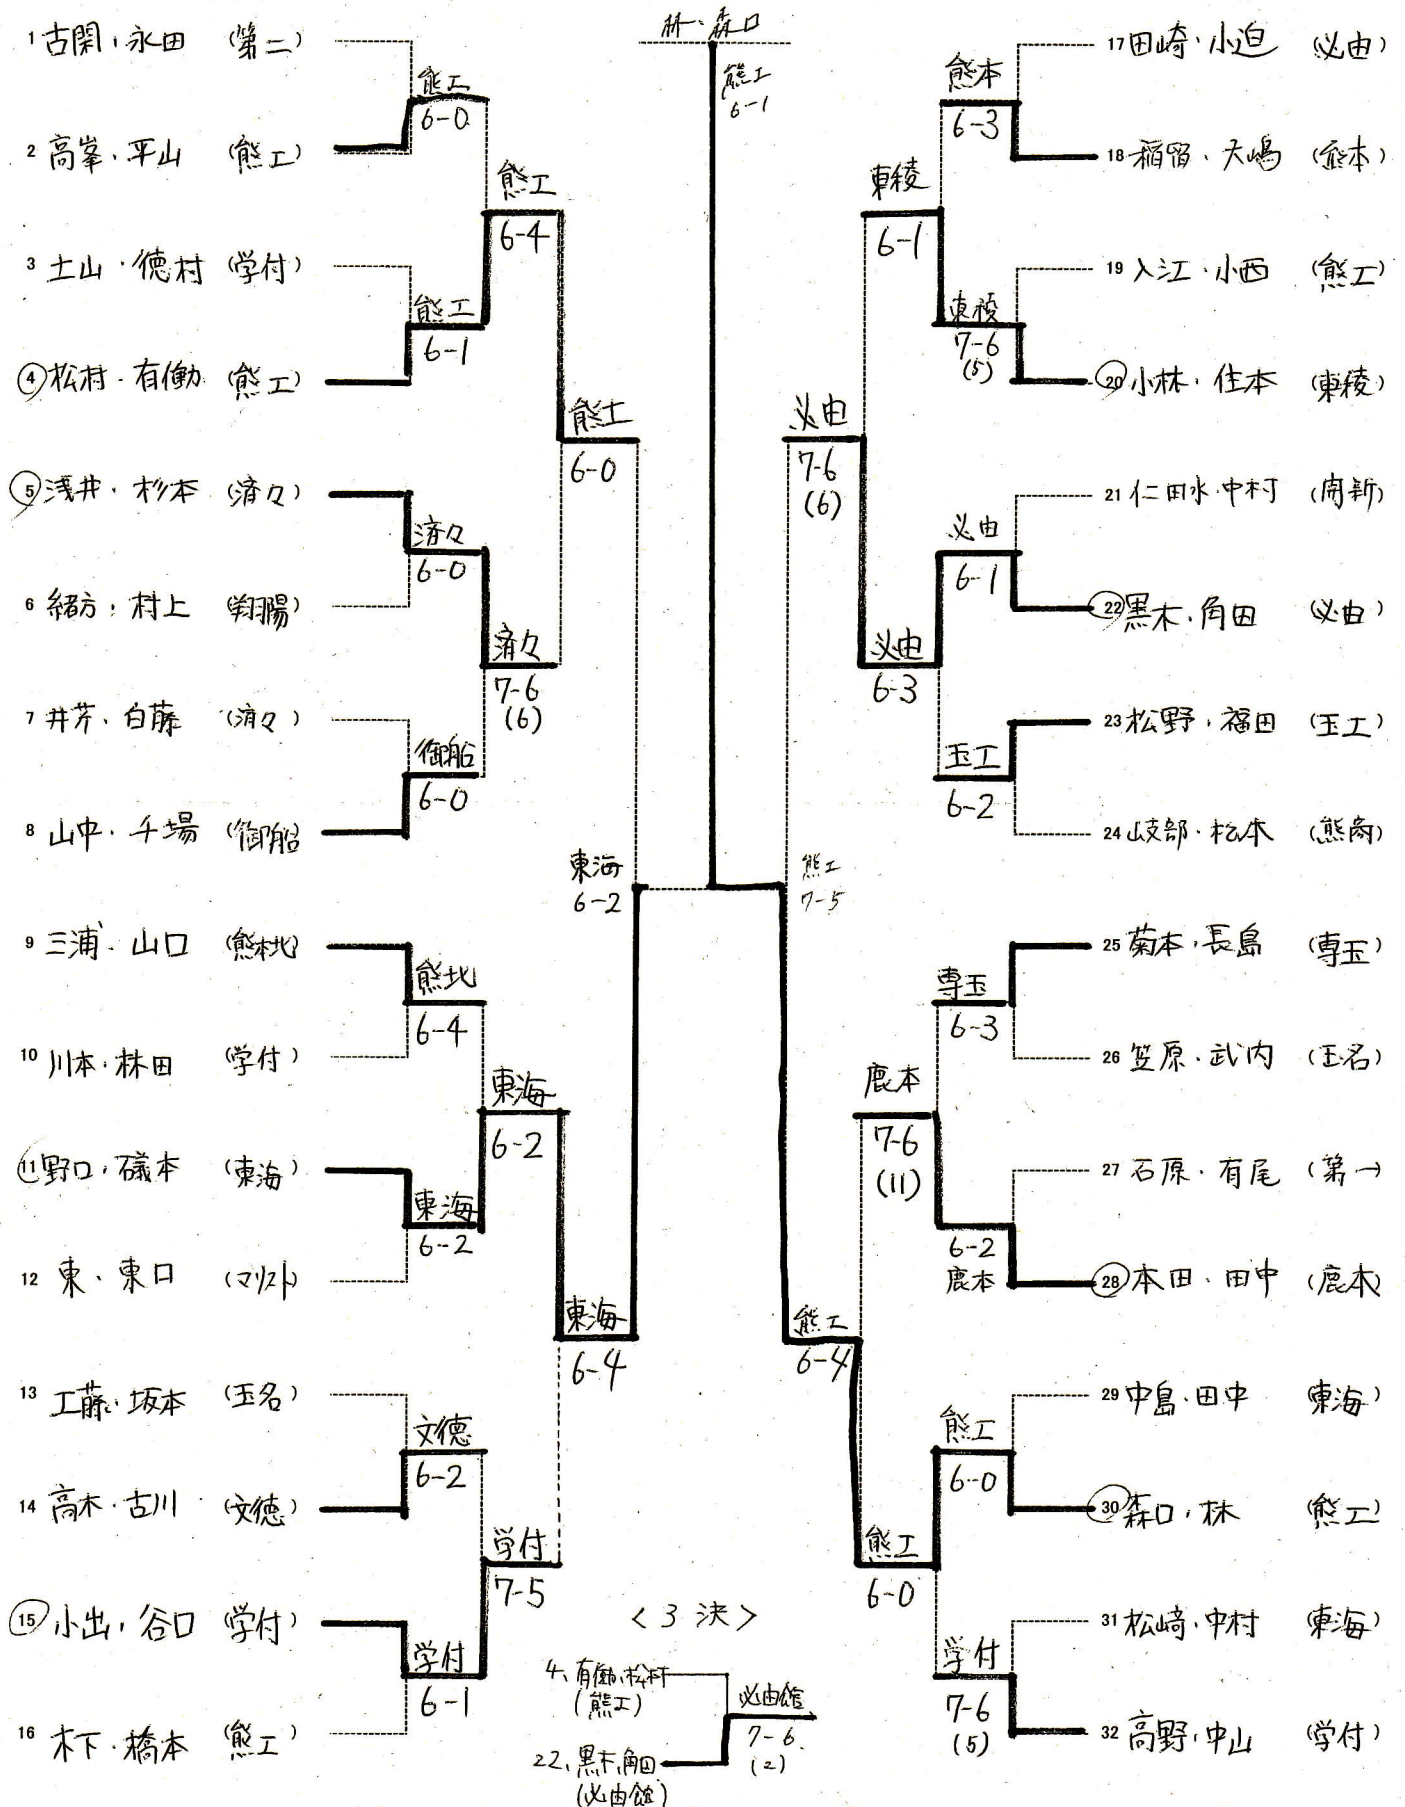 林・森口
熊工
6-1
1 古閑・永田 (第二)
熊工
6-0
2 高峯・平山 (熊工)
熊工
6-4
3 土山・徳村 (学付)
熊工
6-1
④ 松村・有働 (熊工)
熊工
6-0
⑤ 浅井・杉本 (済々)
済々
6-0
6 緒方・村上 (翔陽)
済々
7-6
(6)
7 井芹・白藤 (済々)
御船
6-0
8 山中・千場 (御船)
東海
6-2
9 三浦・山口 (熊本北)
熊北
6-4
10 川本・林田 (学付)
東海
6-2
⑪ 野口・礒本 (東海)
東海
6-2
12 東・東口 (マリスト)
東海
6-4
13 工藤・坂本 (玉名)
文徳
6-2
14 高木・古川 (文徳)
学付
7-5
⑮ 小出・谷口 (学付)
学付
6-1
16 木下・橋本 (熊工)
17 田崎・小迫 (必由)
熊本
6-3
18 稲留・大嶋 (熊本)
東稜
6-1
19 入江・小西 (熊工)
東稜
7-6
(5)
⑳ 小林・住本 (東稜)
必由
7-6
(6)
21 仁田水・中村 (開新)
必由
6-1
㉒ 黒木・角田 (必由)
必由
6-3
23 松野・福田 (玉工)
玉工
6-2
24 岐部・松本 (熊商)
熊工
7-5
25 菊本・長島 (専玉)
専玉
6-3
26 笠原・武内 (玉名)
鹿本
7-6
(11)
27 石原・有尾 (第一)
6-2
鹿本
㉘ 本田・田中 (鹿本)
熊工
6-4
29 中島・田中 東海)
熊工
6-0
㉚ 森口・林 (熊工)
熊工
6-0
31 松崎・中村 (東海)
学付
7-6
(5)
32 高野・中山 (学付)
<3決>
4、有働・松村
(熊工)
必由館
7-6
(2)
22、黒木・角田
(必由館)